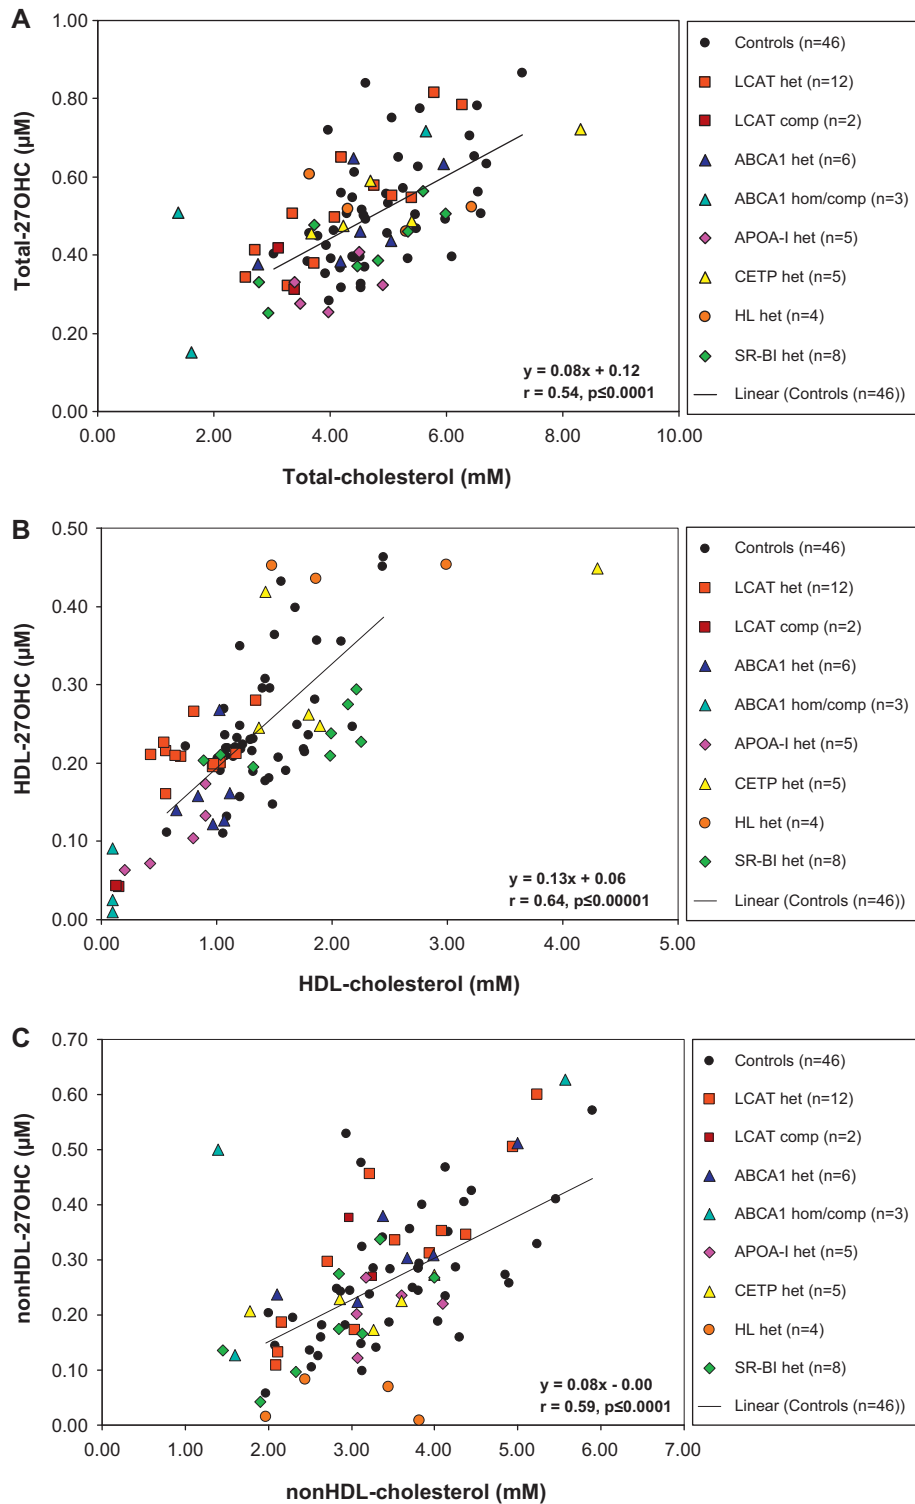 A
1.00
0.80
0.60
0.40
0.20
0.00
Total-27OHC (µM)
y = 0.08x + 0.12
r = 0.54, p≤0.0001
0.00 2.00 4.00 6.00 8.00 10.00
Total-cholesterol (mM)
Controls (n=46)
LCAT het (n=12)
LCAT comp (n=2)
ABCA1 het (n=6)
ABCA1 hom/comp (n=3)
APOA-I het (n=5)
CETP het (n=5)
HL het (n=4)
SR-BI het (n=8)
Linear (Controls (n=46))
B
0.50
0.40
0.30
0.20
0.10
0.00
HDL-27OHC (µM)
y = 0.13x + 0.06
r = 0.64, p≤0.00001
0.00 1.00 2.00 3.00 4.00 5.00
HDL-cholesterol (mM)
Controls (n=46)
LCAT het (n=12)
LCAT comp (n=2)
ABCA1 het (n=6)
ABCA1 hom/comp (n=3)
APOA-I het (n=5)
CETP het (n=5)
HL het (n=4)
SR-BI het (n=8)
Linear (Controls (n=46))
C
0.70
0.60
0.50
0.40
0.30
0.20
0.10
0.00
nonHDL-27OHC (µM)
y = 0.08x - 0.00
r = 0.59, p≤0.0001
0.00 1.00 2.00 3.00 4.00 5.00 6.00 7.00
nonHDL-cholesterol (mM)
Controls (n=46)
LCAT het (n=12)
LCAT comp (n=2)
ABCA1 het (n=6)
ABCA1 hom/comp (n=3)
APOA-I het (n=5)
CETP het (n=5)
HL het (n=4)
SR-BI het (n=8)
Linear (Controls (n=46))